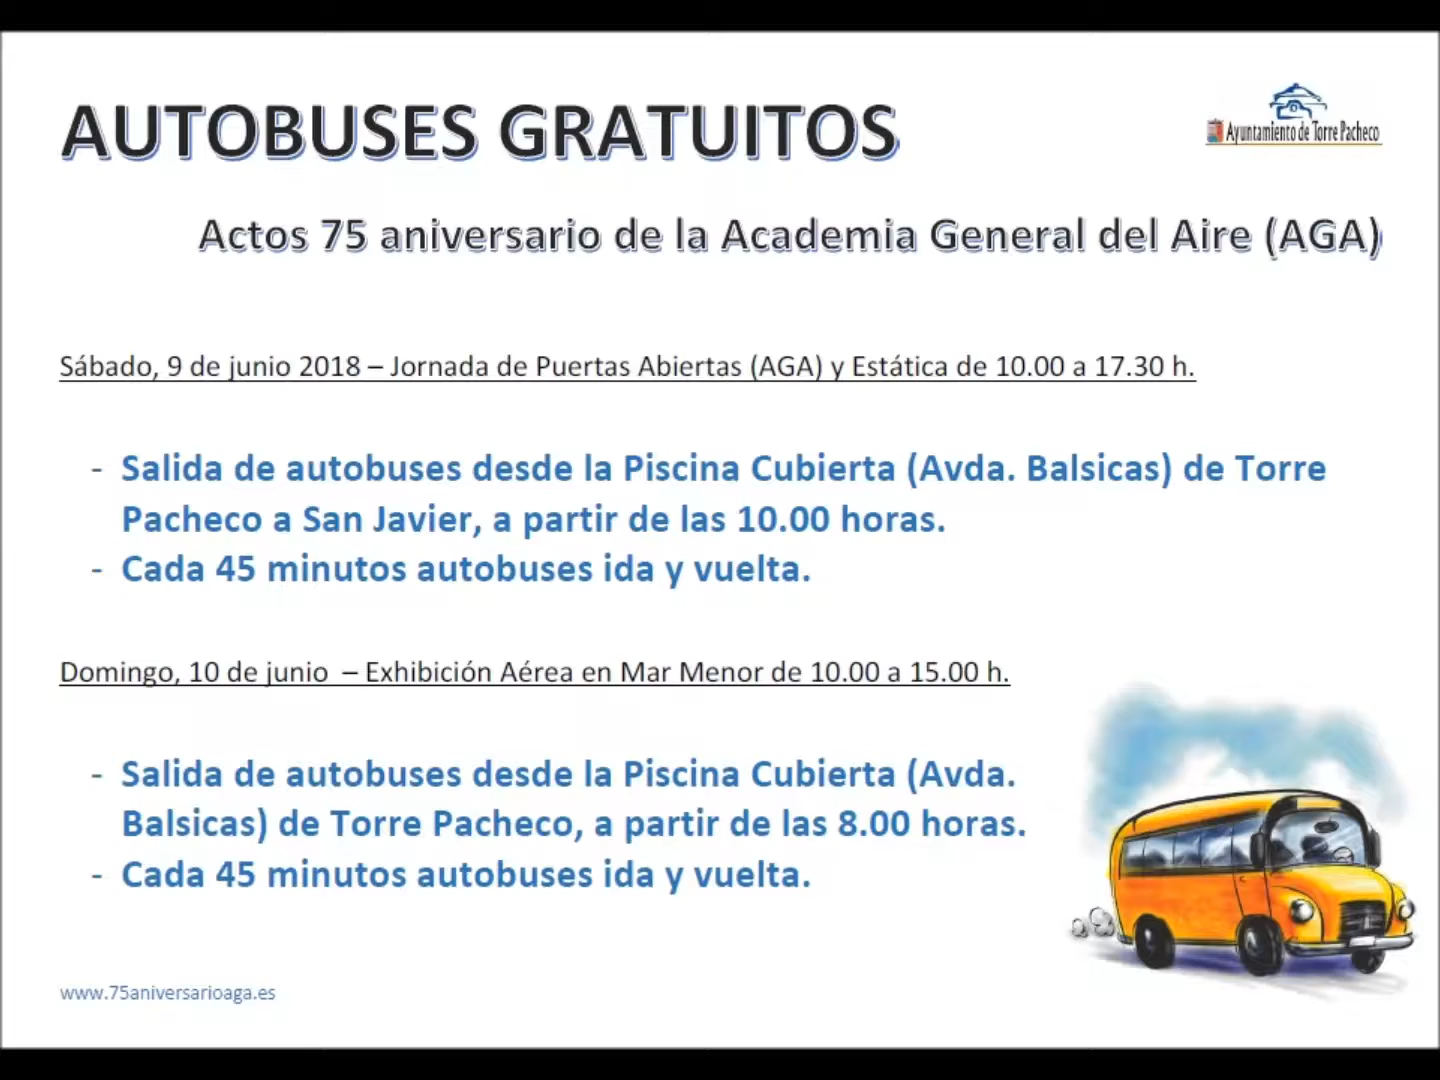 AUTOBUSES GRATUITOS
Ayuntamiento de Torre Pacheco
Actos 75 aniversario de la Academia General del Aire (AGA)
Sábado, 9 de junio 2018 – Jornada de Puertas Abiertas (AGA) y Estática de 10.00 a 17.30 h.
- Salida de autobuses desde la Piscina Cubierta (Avda. Balsicas) de Torre
Pacheco a San Javier, a partir de las 10.00 horas.
- Cada 45 minutos autobuses ida y vuelta.
Domingo, 10 de junio – Exhibición Aérea en Mar Menor de 10.00 a 15.00 h.
- Salida de autobuses desde la Piscina Cubierta (Avda.
Balsicas) de Torre Pacheco, a partir de las 8.00 horas.
- Cada 45 minutos autobuses ida y vuelta.
www.75aniversarioaga.es